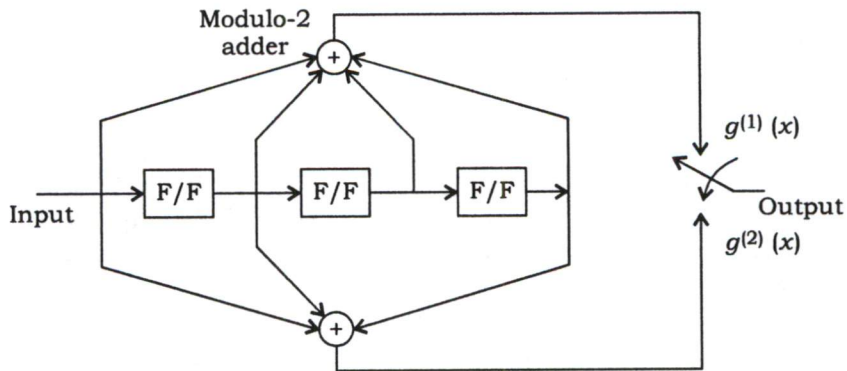 Modulo-2
adder
+
g(1) (x)
F/F
F/F
F/F
Input
Output
g(2) (x)
+